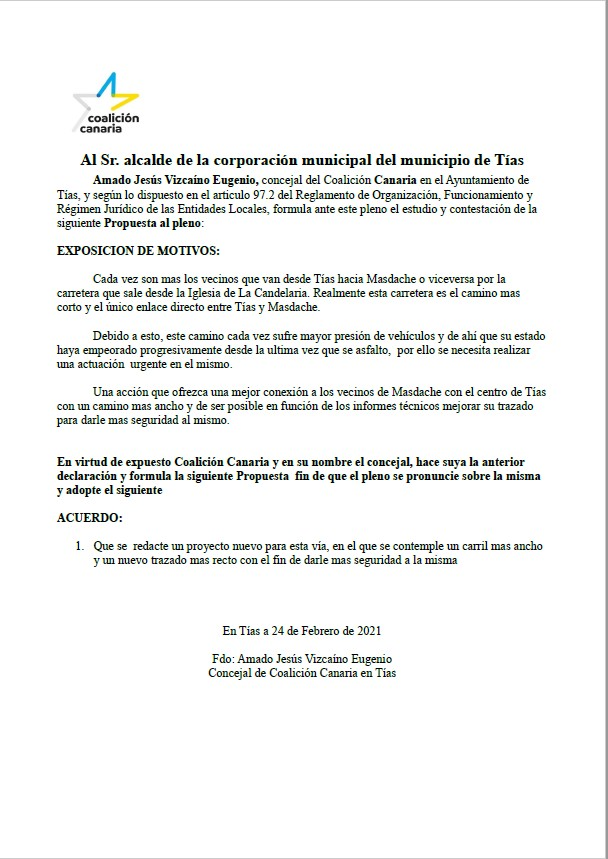 coalición
canaria
Al Sr. alcalde de la corporación municipal del municipio de Tías
Amado Jesús Vizcaíno Eugenio, concejal del Coalición Canaria en el Ayuntamiento de
Tías, y según lo dispuesto en el articulo 97.2 del Reglamento de Organización, Funcionamiento y
Régimen Jurídico de las Entidades Locales, formula ante este pleno el estudio y contestación de la
siguiente Propuesta al pleno:
EXPOSICION DE MOTIVOS:
Cada vez son mas los vecinos que van desde Tías hacia Masdache o viceversa por la
carretera que sale desde la Iglesia de La Candelaria. Realmente esta carretera es el camino mas
corto y el único enlace directo entre Tías y Masdache.
Debido a esto, este camino cada vez sufre mayor presión de vehículos y de ahí que su estado
haya empeorado progresivamente desde la ultima vez que se asfalto, por ello se necesita realizar
una actuación urgente en el mismo.
Una acción que ofrezca una mejor conexión a los vecinos de Masdache con el centro de Tías
con un camino mas ancho y de ser posible en función de los informes técnicos mejorar su trazado
para darle mas seguridad al mismo.
En virtud de expuesto Coalición Canaria y en su nombre el concejal, hace suya la anterior
declaración y formula la siguiente Propuesta fin de que el pleno se pronuncie sobre la misma
y adopte el siguiente
ACUERDO:
1. Que se redacte un proyecto nuevo para esta vía, en el que se contemple un carril mas ancho
y un nuevo trazado mas recto con el fin de darle mas seguridad a la misma
En Tías a 24 de Febrero de 2021
Fdo: Amado Jesús Vizcaíno Eugenio
Concejal de Coalición Canaria en Tías